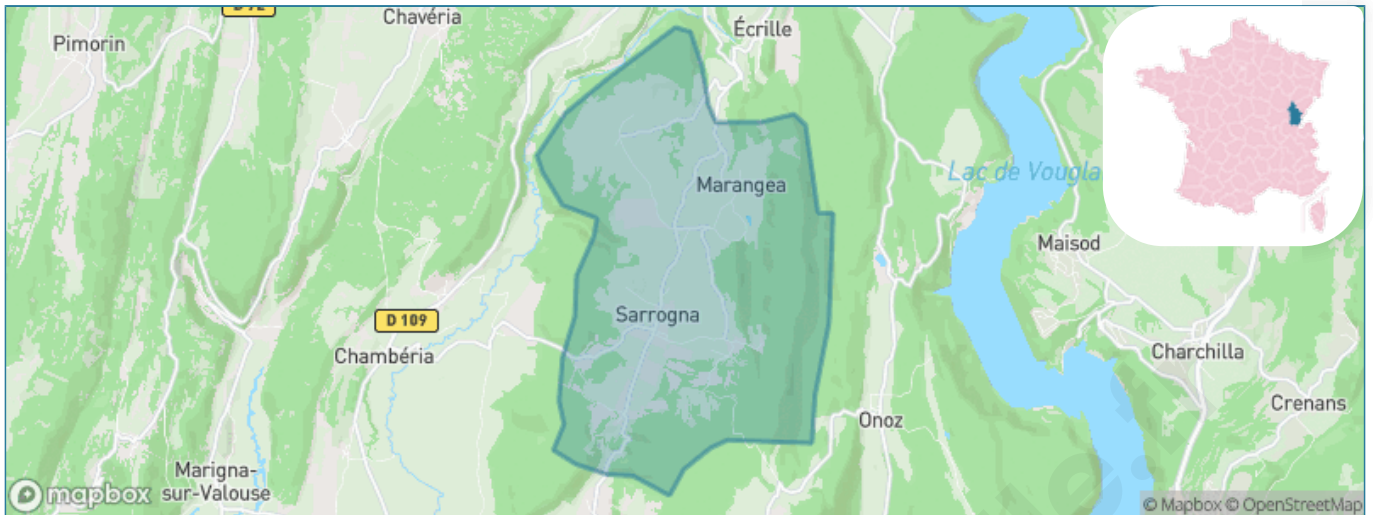 D 72
Chavéria
Écrille
Pimorin
Marangea
Lac de Vougla
Maisod
Sarrogna
D 109
Chambéria
Charchilla
Crenans
Onoz
Marigna-
sur-Valouse
mapbox
© Mapbox © OpenStreetMap